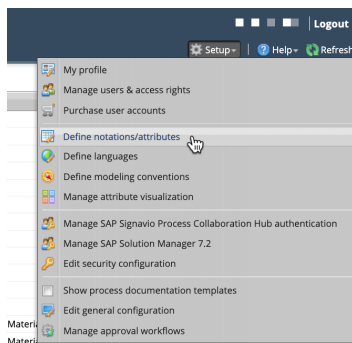 Logout
Setup
Help
Refresh
My profile
Manage users & access rights
Purchase user accounts
Define notations/attributes
Define languages
Define modeling conventions
Manage attribute visualization
Manage SAP Signavio Process Collaboration Hub authentication
Manage SAP Solution Manager 7.2
Edit security configuration
Show process documentation templates
Edit general configuration
Manage approval workflows
Materi
Materi